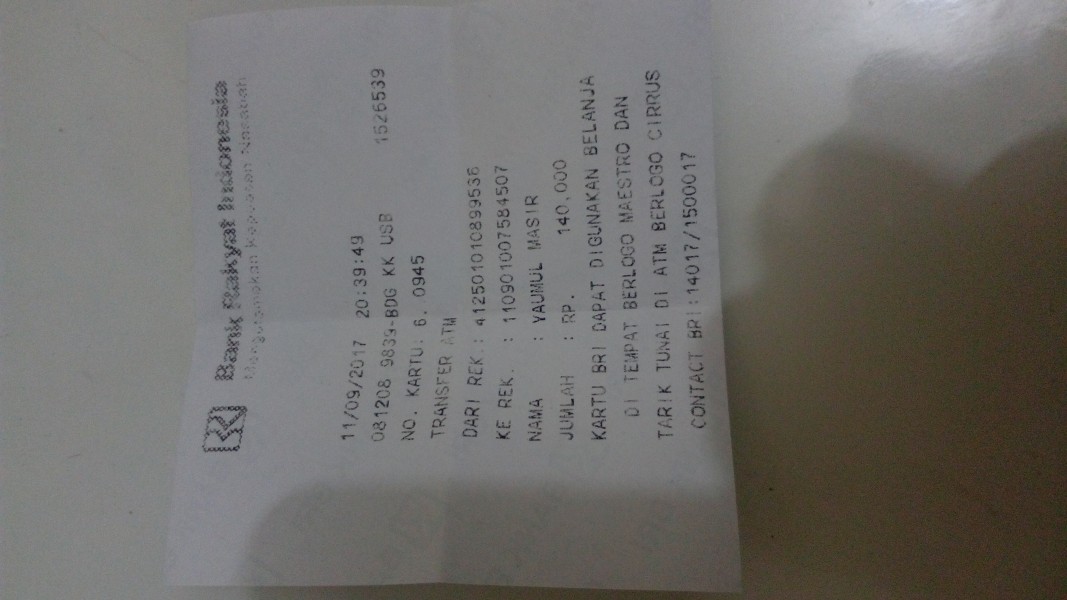 Bank Rakyat Indonesia
Mengutamakan Kepuasan Nasabah
11/09/2017 20:39:49
081208 9839-BDG KK USB 1526539
NO. KARTU: 6. 0945
TRANSFER ATM
DARI REK.: 412501010899536
KE REK. : 110901007584507
NAMA : YAUMUL MASIR
JUMLAH : RP. 140,000
KARTU BRI DAPAT DIGUNAKAN BELANJA
DI TEMPAT BERLOGO MAESTRO DAN
TARIK TUNAI DI ATM BERLOGO CIRRUS
CONTACT BRI:14017/1500017